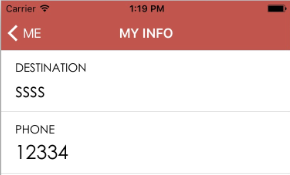 Carrier 1:19 PM
ME MY INFO
DESTINATION
ssss
PHONE
12334